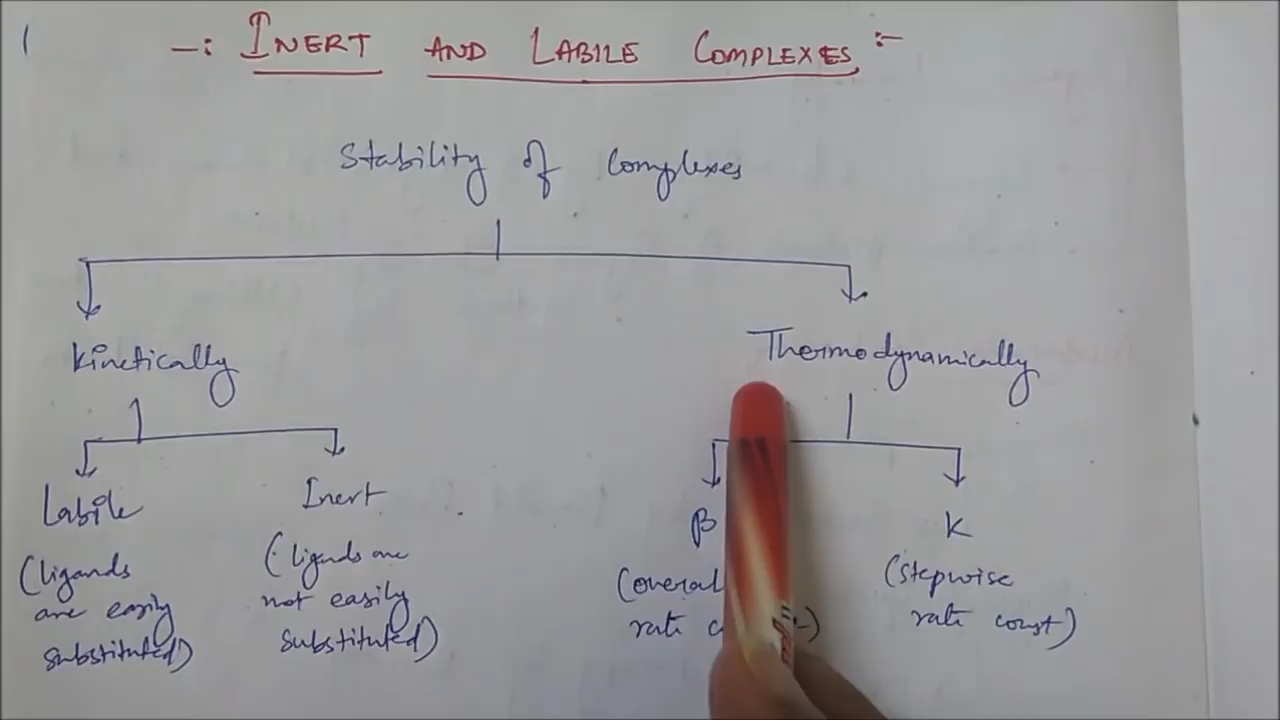 1
-: INERT AND LABILE COMPLEXES :-
Stability of Complexes
Kinetically
Thermodynamically
Labile
Inert
β
K
(ligands
are easily
substituted)
(ligands are
not easily
substituted)
(overal
rate
(stepwise
rate const)